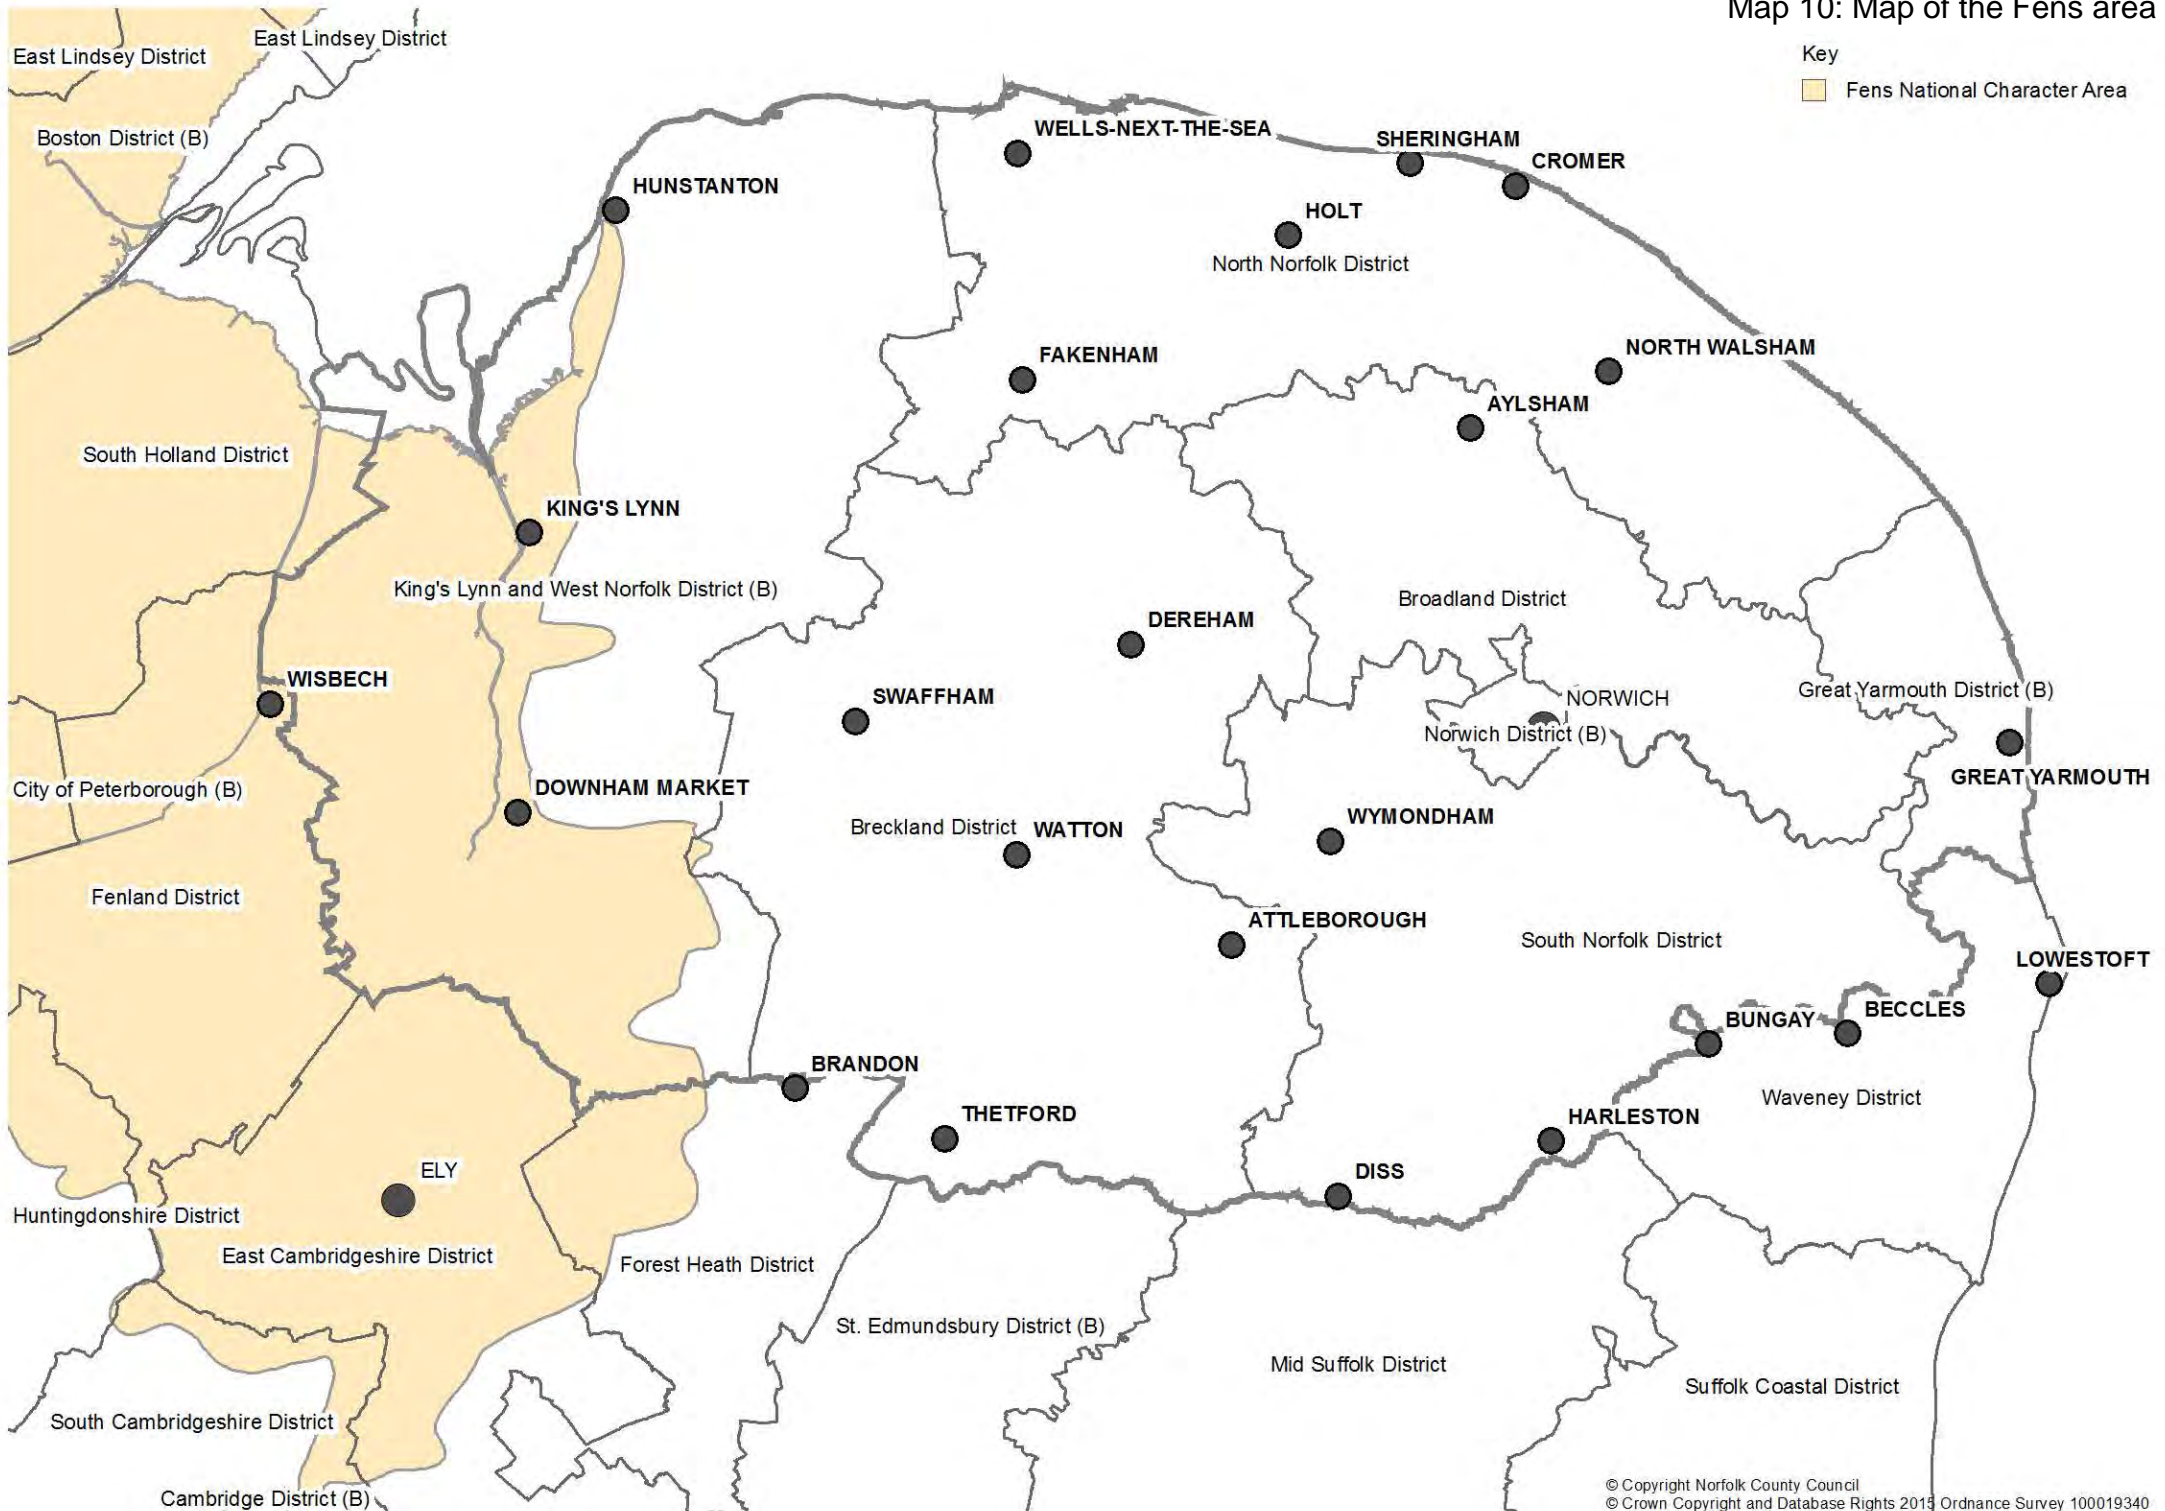 Map 10: Map of the Fens area
Key
Fens National Character Area
East Lindsey District
East Lindsey District
Boston District (B)
WELLS-NEXT-THE-SEA
SHERINGHAM
CROMER
HUNSTANTON
HOLT
North Norfolk District
FAKENHAM
NORTH WALSHAM
AYLSHAM
South Holland District
KING'S LYNN
King's Lynn and West Norfolk District (B)
Broadland District
DEREHAM
WISBECH
SWAFFHAM
NORWICH
Great Yarmouth District (B)
Norwich District (B)
GREAT YARMOUTH
City of Peterborough (B)
DOWNHAM MARKET
WYMONDHAM
Breckland District
WATTON
Fenland District
ATTLEBOROUGH
South Norfolk District
LOWESTOFT
BECCLES
BUNGAY
BRANDON
Waveney District
THETFORD
HARLESTON
ELY
DISS
Huntingdonshire District
East Cambridgeshire District
Forest Heath District
St. Edmundsbury District (B)
Mid Suffolk District
Suffolk Coastal District
South Cambridgeshire District
Cambridge District (B)
© Copyright Norfolk County Council
© Crown Copyright and Database Rights 2015 Ordnance Survey 100019340